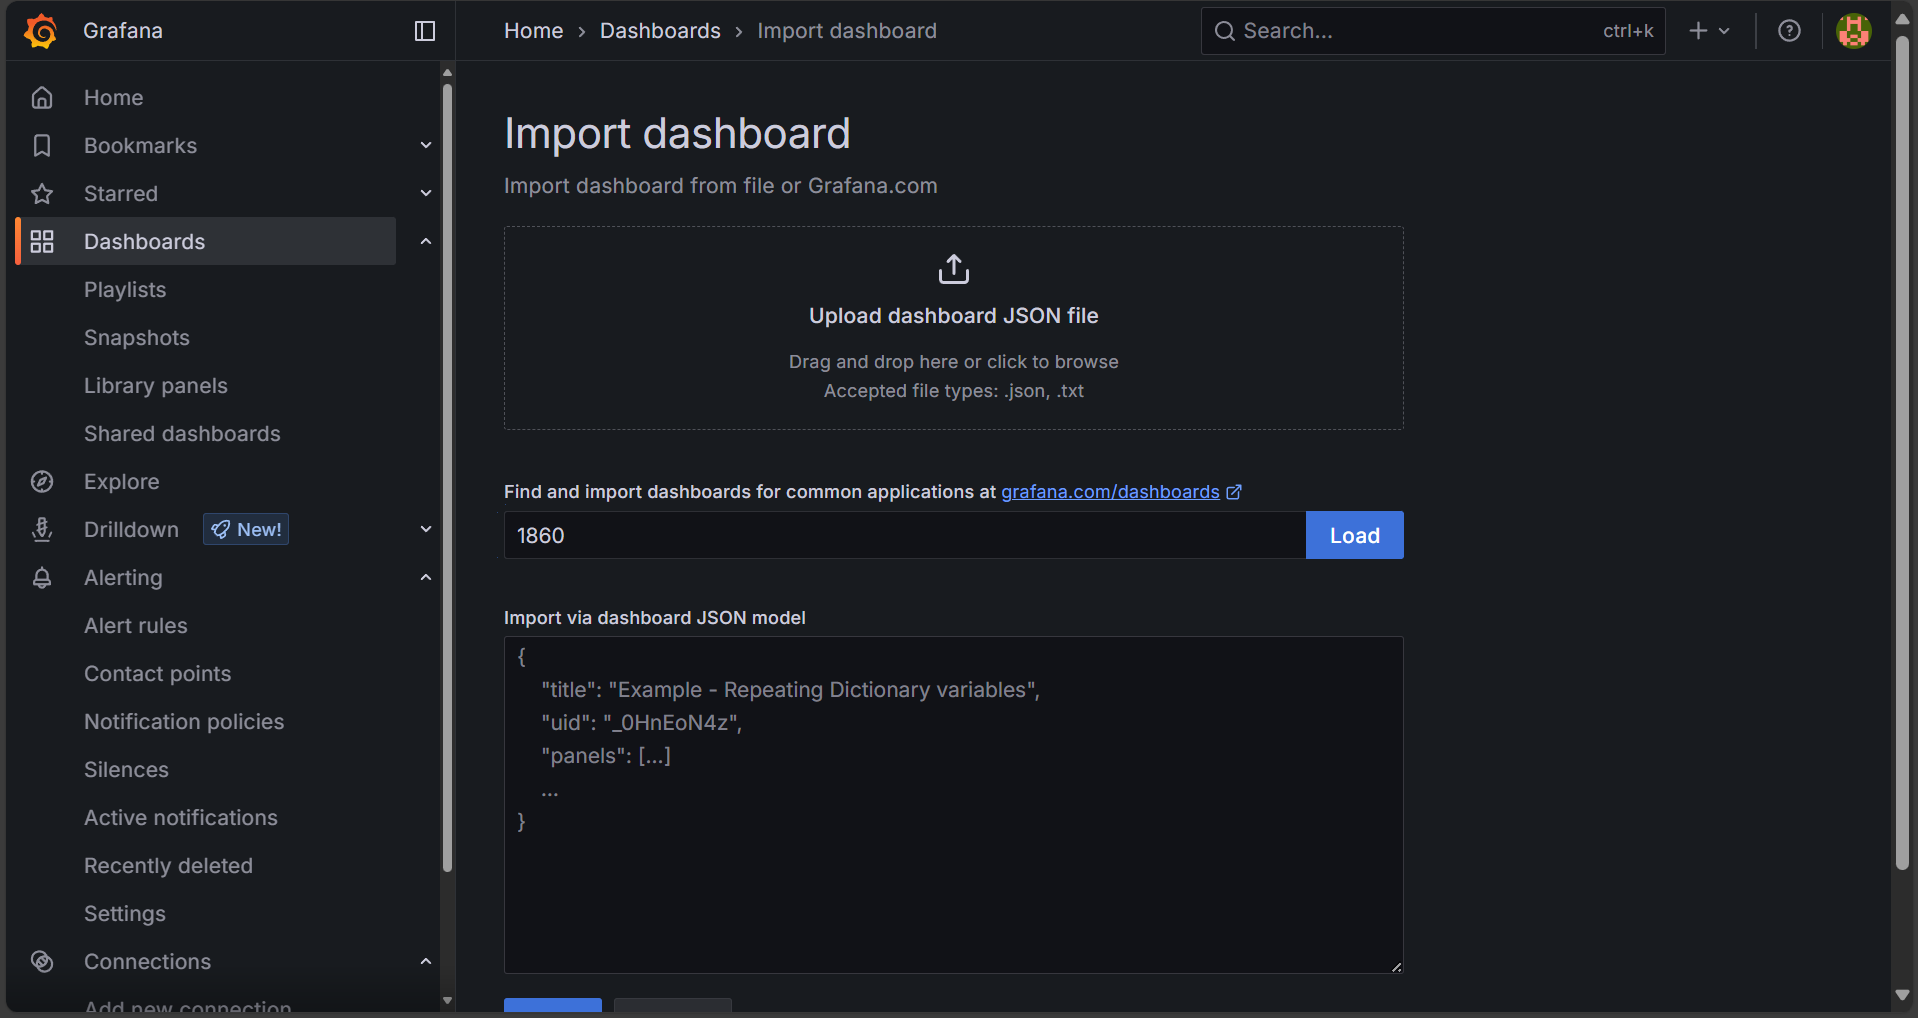 Grafana
Home › Dashboards › Import dashboard
Search...
ctrl+k
Home
Bookmarks
Starred
Dashboards
Playlists
Snapshots
Library panels
Shared dashboards
Explore
Drilldown
New!
Alerting
Alert rules
Contact points
Notification policies
Silences
Active notifications
Recently deleted
Settings
Connections
Add new connection
Import dashboard
Import dashboard from file or Grafana.com
Upload dashboard JSON file
Drag and drop here or click to browse
Accepted file types: .json, .txt
Find and import dashboards for common applications at grafana.com/dashboards
1860
Load
Import via dashboard JSON model
{
"title": "Example - Repeating Dictionary variables",
"uid": "_0HnEoN4z",
"panels": [...]
...
}